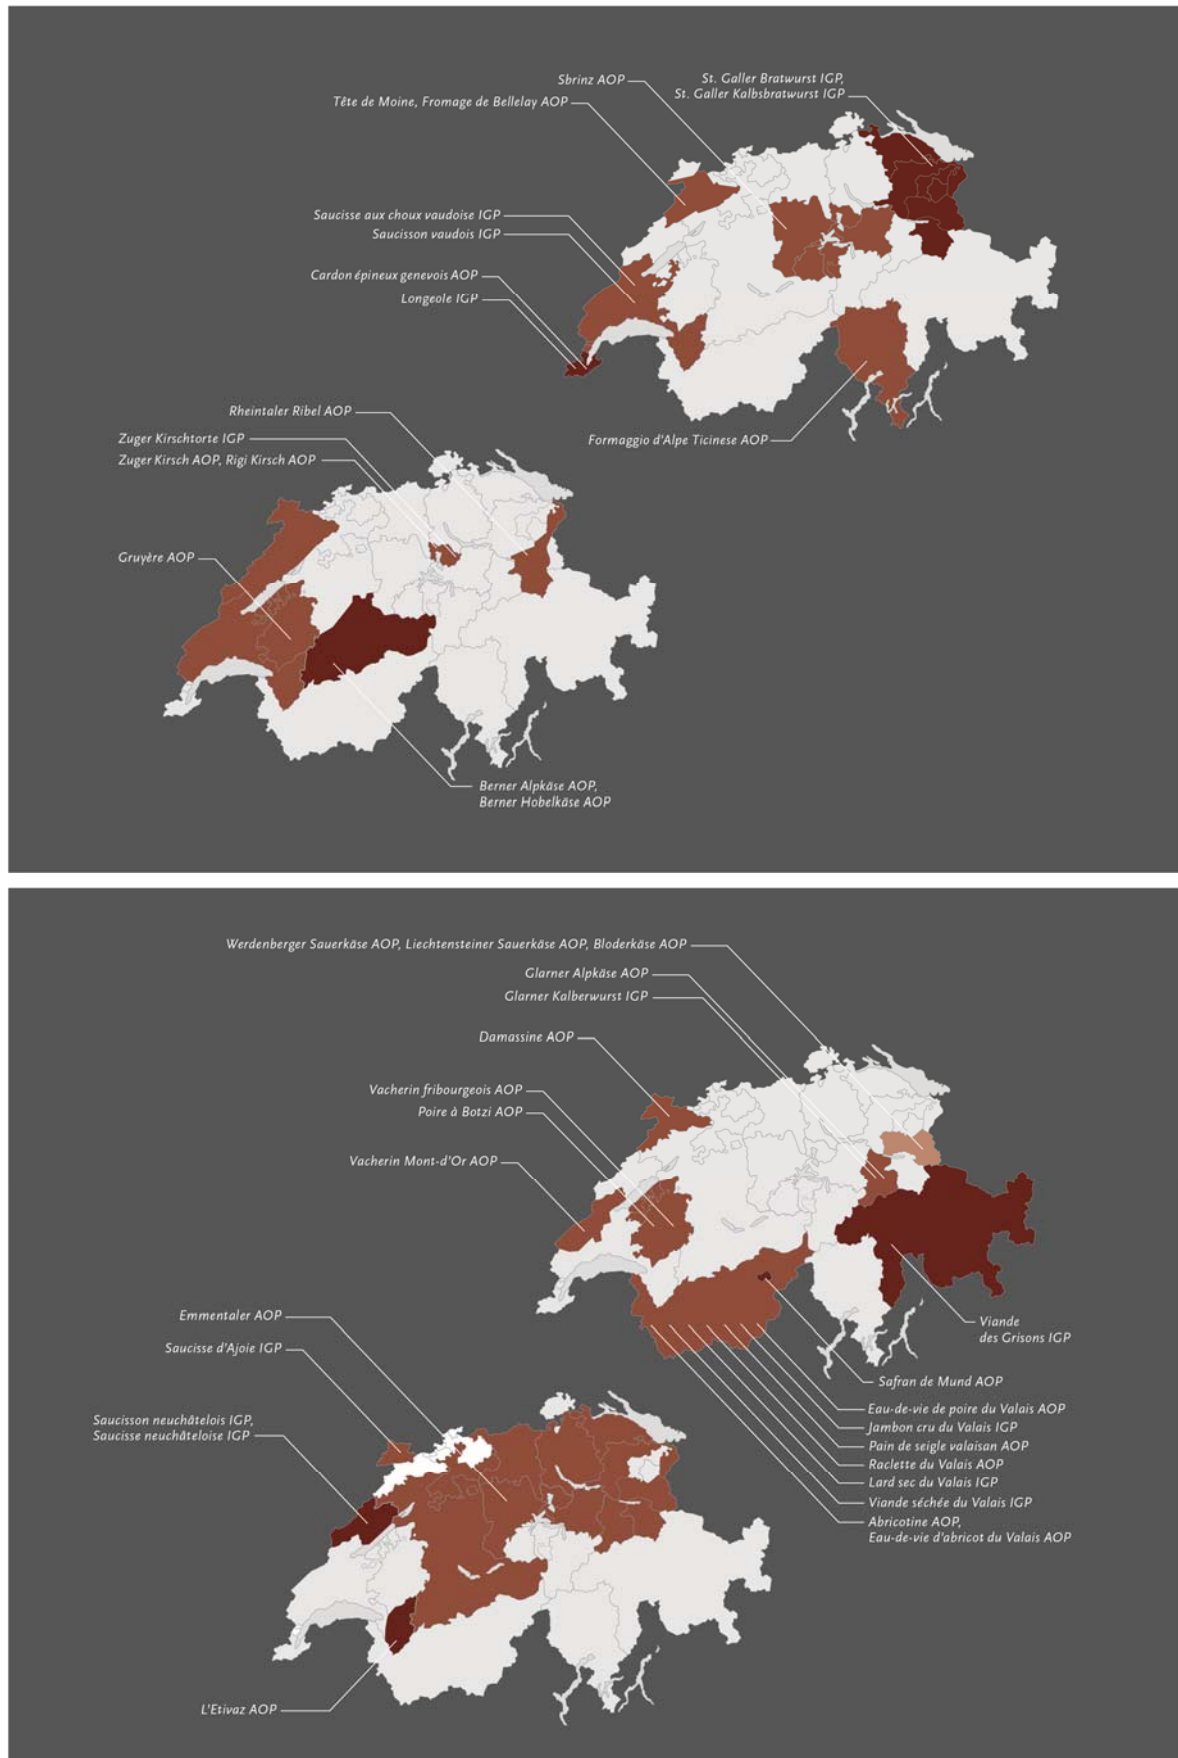 Sbrinz AOP
St. Galler Bratwurst IGP,
St. Galler Kalbsbratwurst IGP
Tête de Moine, Fromage de Bellelay AOP
Saucisse aux choux vaudoise IGP
Saucisson vaudois IGP
Cardon épineux genevois AOP
Longeole IGP
Formaggio d'Alpe Ticinese AOP
Rheintaler Ribel AOP
Zuger Kirschtorte IGP
Zuger Kirsch AOP, Rigi Kirsch AOP
Gruyère AOP
Berner Alpkäse AOP,
Berner Hobelkäse AOP
Werdenberger Sauerkäse AOP, Liechtensteiner Sauerkäse AOP, Bloderkäse AOP
Glarner Alpkäse AOP
Glarner Kalberwurst IGP
Damassine AOP
Vacherin fribourgeois AOP
Poire à Botzi AOP
Vacherin Mont-d'Or AOP
Viande
des Grisons IGP
Safran de Mund AOP
Eau-de-vie de poire du Valais AOP
Jambon cru du Valais IGP
Pain de seigle valaisan AOP
Raclette du Valais AOP
Lard sec du Valais IGP
Viande séchée du Valais IGP
Abricotine AOP,
Eau-de-vie d'abricot du Valais AOP
Emmentaler AOP
Saucisse d'Ajoie IGP
Saucisson neuchâtelois IGP,
Saucisse neuchâteloise IGP
L'Etivaz AOP